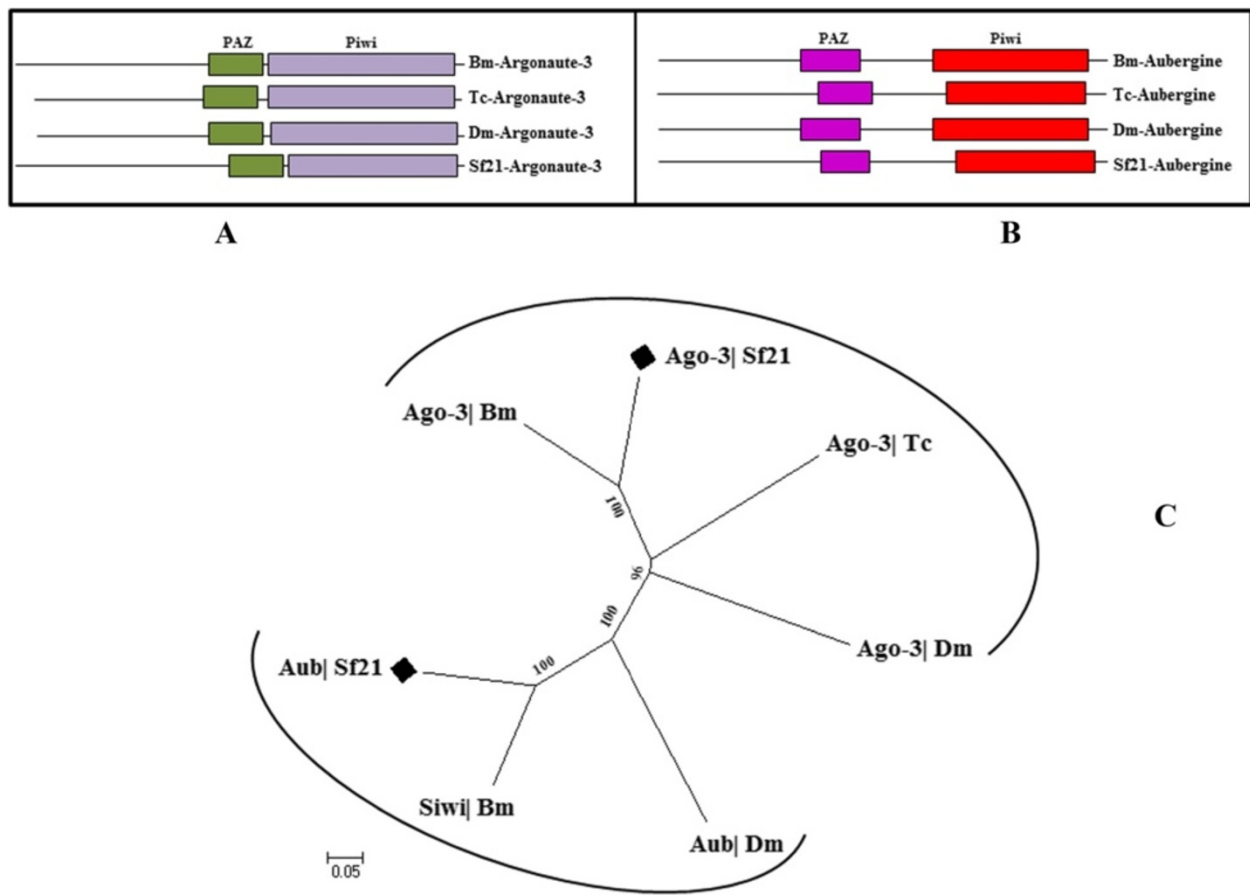 PAZ Piwi
Bm-Argonaute-3
Tc-Argonaute-3
Dm-Argonaute-3
Sf21-Argonaute-3
PAZ Piwi
Bm-Aubergine
Tc-Aubergine
Dm-Aubergine
Sf21-Aubergine
A
B
Ago-3| Sf21
Ago-3| Bm
Ago-3| Tc
100
C
96
100
Ago-3| Dm
Aub| Sf21
100
Siwi| Bm
Aub| Dm
0.05